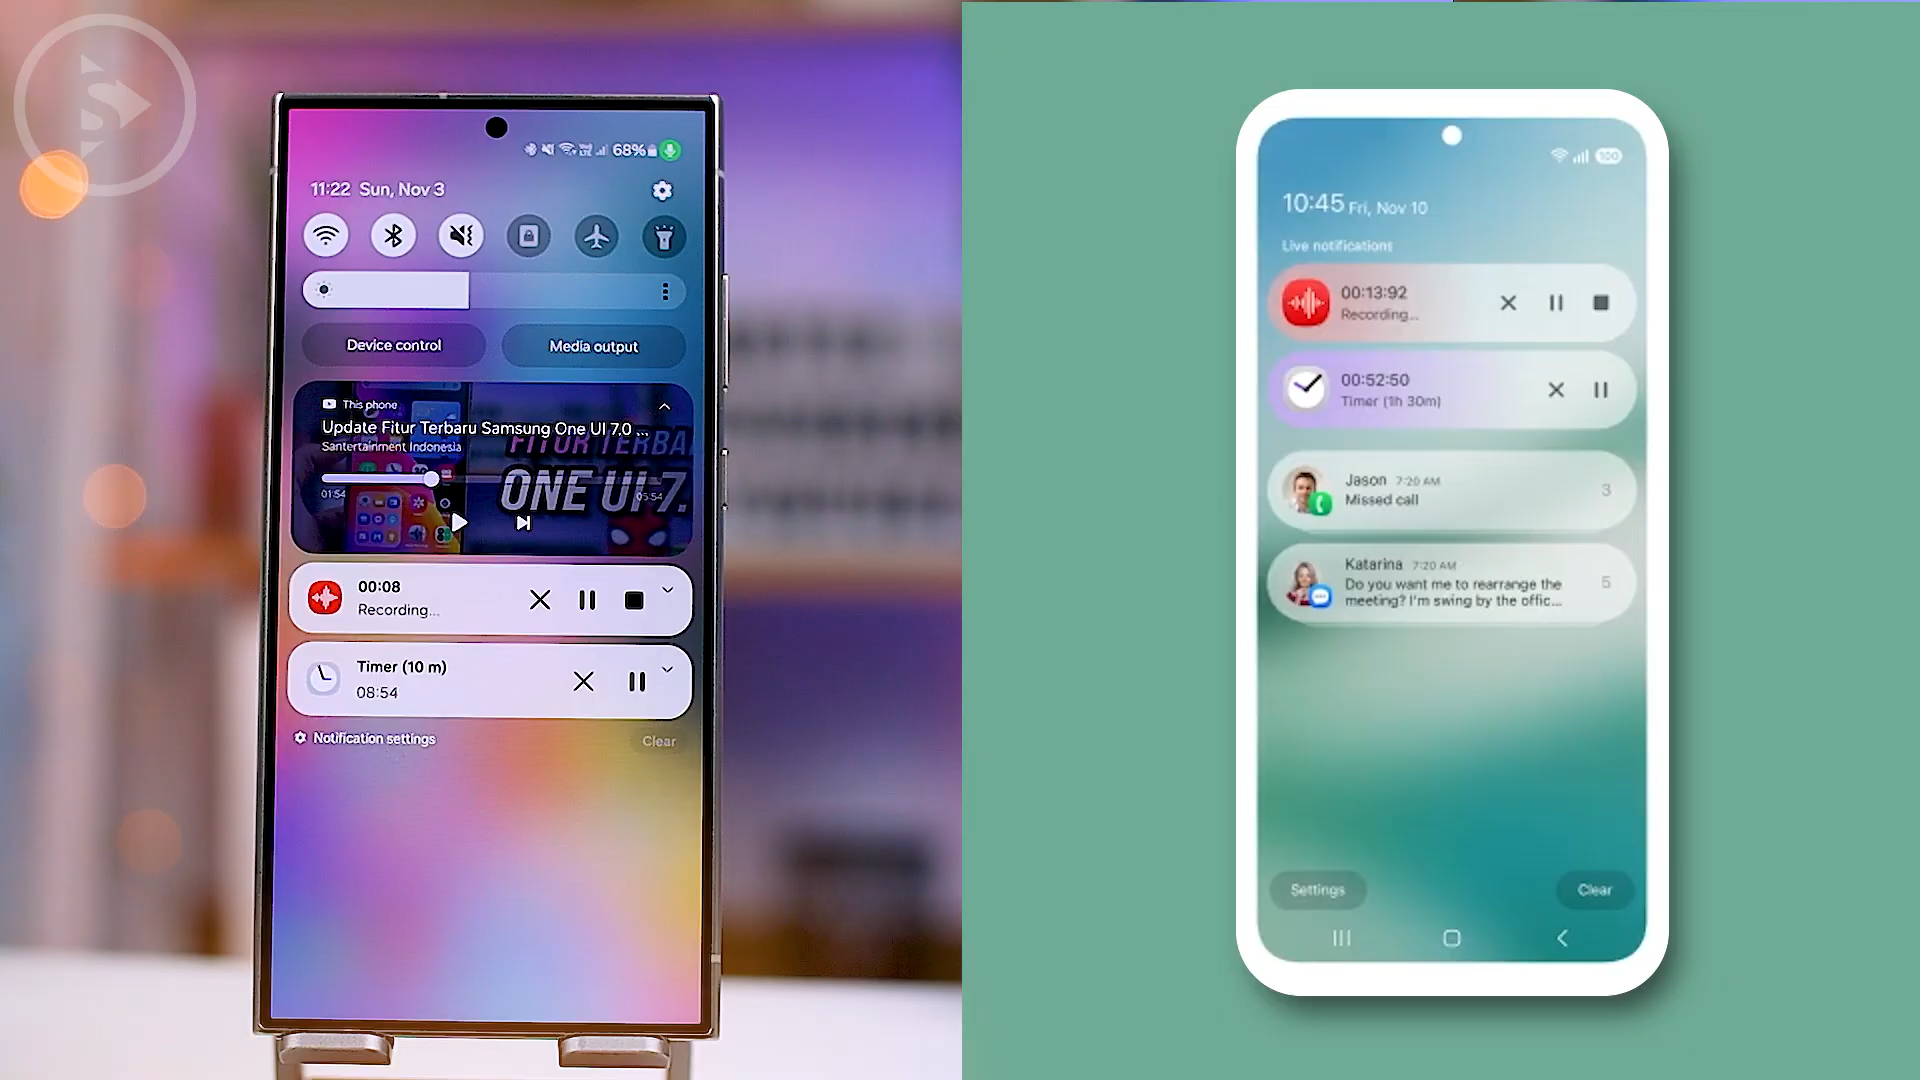 S
68%
11:22 Sun, Nov 3
Device control
Media output
This phone
Update Fitur Terbaru Samsung One UI 7.0 ...
Santertainment Indonesia
FITUR TERBA
ONE UI 7.
01:54
05:54
00:08
Recording...
Timer (10 m)
08:54
Notification settings
Clear
100
10:45 Fri, Nov 10
Live notifications
00:13:92
Recording...
00:52:50
Timer (1h 30m)
Jason 7:20 AM
Missed call
3
Katarina 7:20 AM
Do you want me to rearrange the
meeting? I'm swing by the offic...
5
Settings
Clear